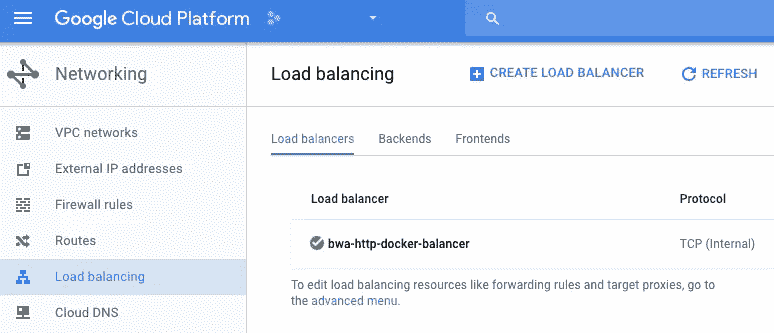 Google Cloud Platform
Networking
Load balancing
CREATE LOAD BALANCER
REFRESH
VPC networks
External IP addresses
Firewall rules
Routes
Load balancing
Cloud DNS
Load balancers
Backends
Frontends
Load balancer
Protocol
bwa-http-docker-balancer
TCP (Internal)
To edit load balancing resources like forwarding rules and target proxies, go to
the advanced menu.